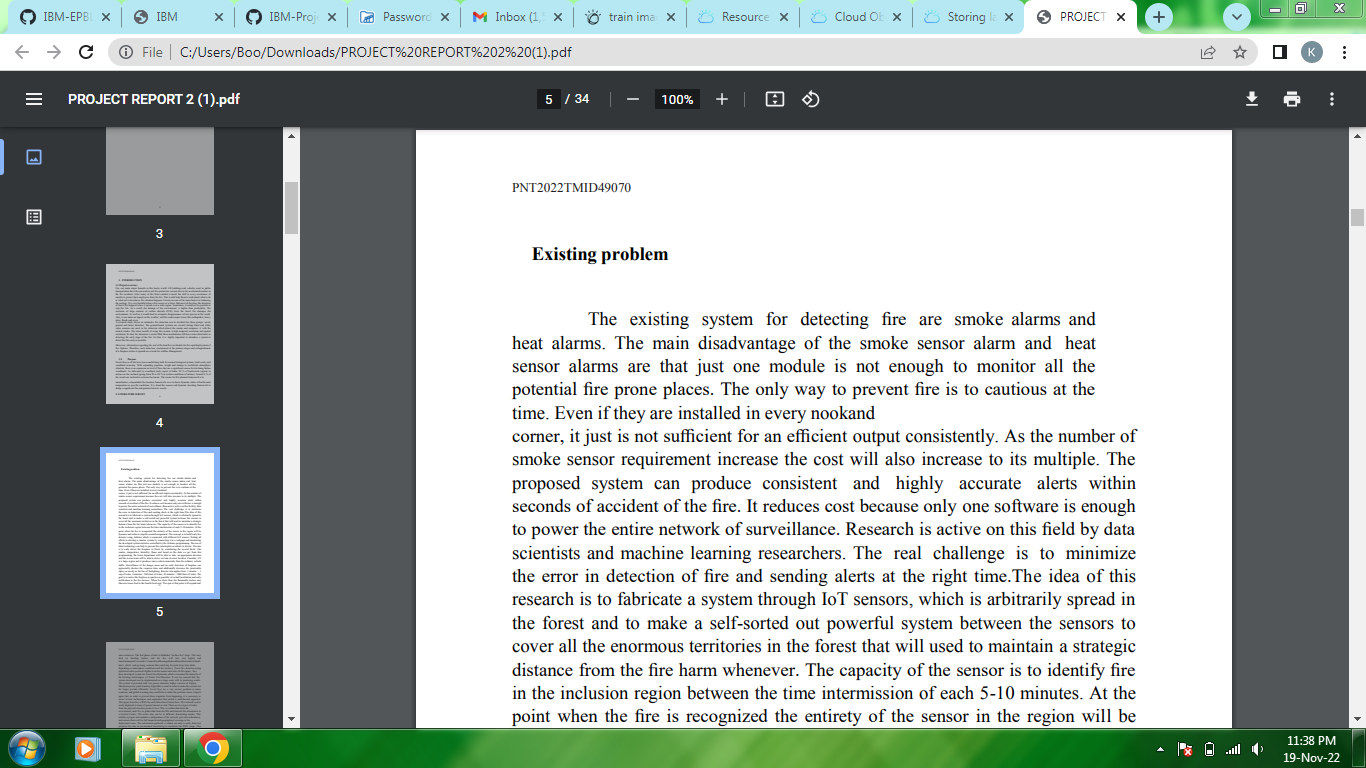 IBM-EPB
IBM
IBM-Proj
Password
Inbox (1,
train ima
Resource
Cloud Ob
Storing la
PROJECT
File C:/Users/Boo/Downloads/PROJECT%20REPORT%202%20(1).pdf
K
PROJECT REPORT 2 (1).pdf
5 / 34
100%
3
4
5
PNT2022TMID49070
Existing problem
The existing system for detecting fire are smoke alarms and
heat alarms. The main disadvantage of the smoke sensor alarm and heat
sensor alarms are that just one module is not enough to monitor all the
potential fire prone places. The only way to prevent fire is to cautious at the
time. Even if they are installed in every nookand
corner, it just is not sufficient for an efficient output consistently. As the number of
smoke sensor requirement increase the cost will also increase to its multiple. The
proposed system can produce consistent and highly accurate alerts within
seconds of accident of the fire. It reduces cost because only one software is enough
to power the entire network of surveillance. Research is active on this field by data
scientists and machine learning researchers. The real challenge is to minimize
the error in detection of fire and sending alerts at the right time.The idea of this
research is to fabricate a system through IoT sensors, which is arbitrarily spread in
the forest and to make a self-sorted out powerful system between the sensors to
cover all the enormous territories in the forest that will used to maintain a strategic
distance from the fire harm whenever. The capacity of the sensor is to identify fire
in the inclusion region between the time intermission of each 5-10 minutes. At the
point when the fire is recognized the entirety of the sensor in the region will be
11:38 PM
19-Nov-22